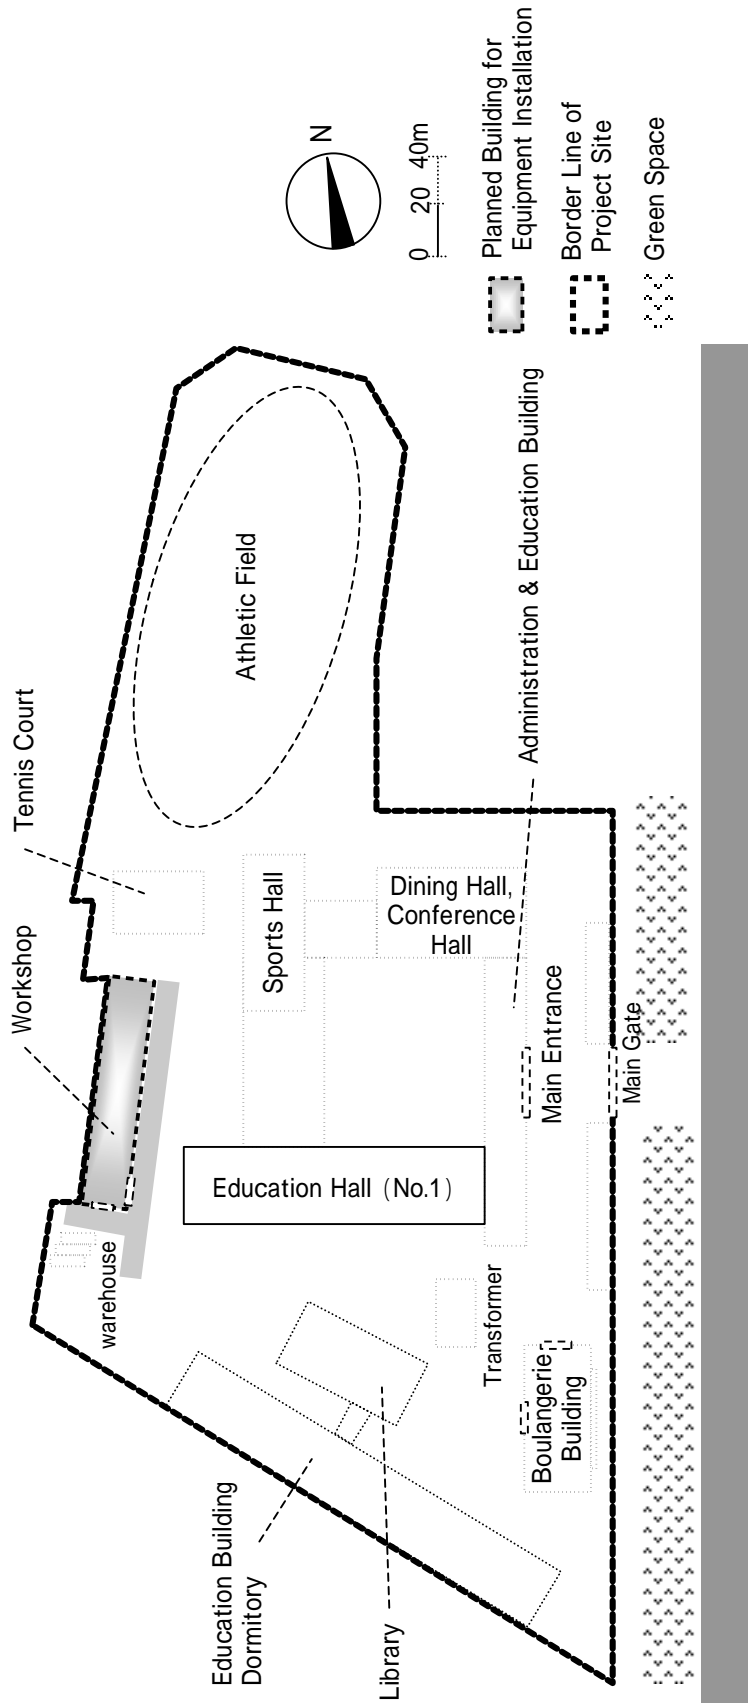 N
0 20 40m
Planned Building for
Equipment Installation
Border Line of
Project Site
Green Space
Tennis Court
Workshop
Athletic Field
Administration & Education Building
Sports Hall
Dining Hall,
Conference
Hall
Main Entrance
Main Gate
Education Hall (No.1)
warehouse
Transformer
Boulangerie
Building
Education Building
Dormitory
Library